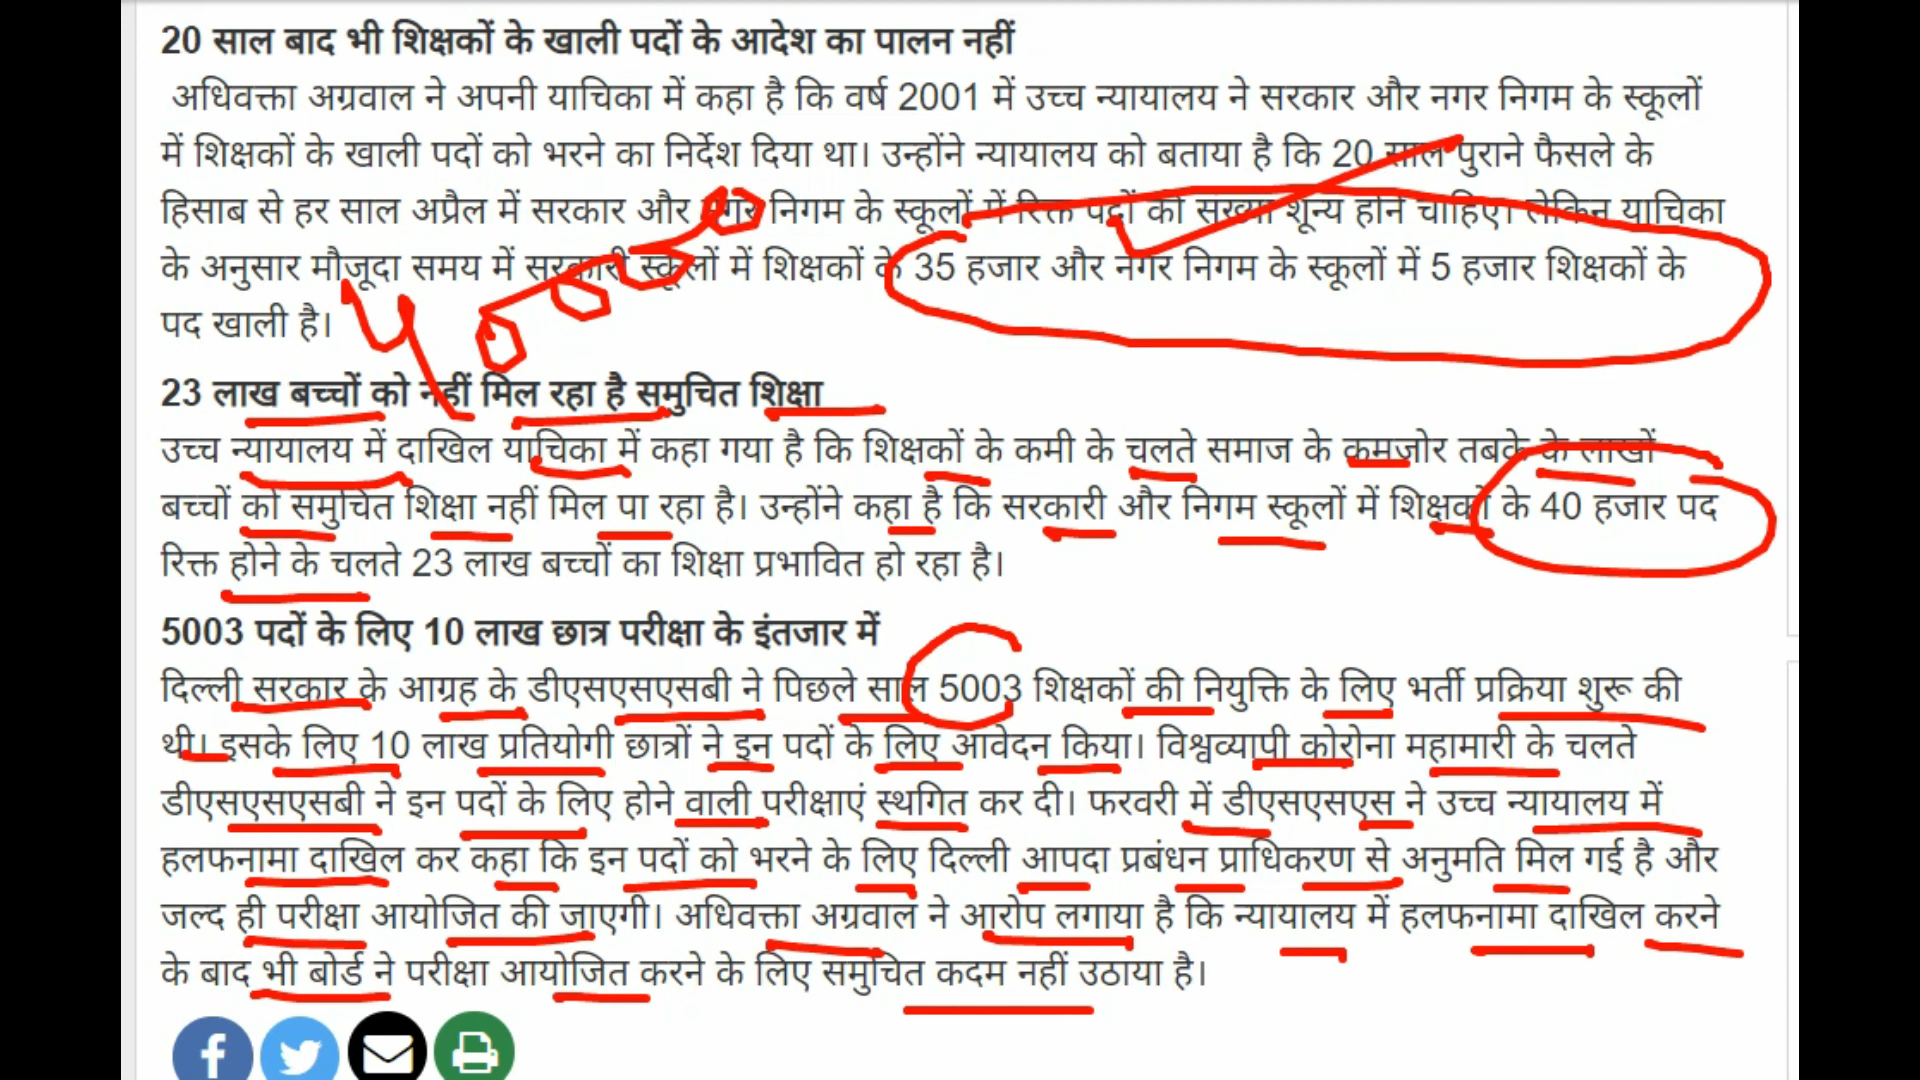 20 साल बाद भी शिक्षकों के खाली पदों के आदेश का पालन नहीं
अधिवक्ता अग्रवाल ने अपनी याचिका में कहा है कि वर्ष 2001 में उच्च न्यायालय ने सरकार और नगर निगम के स्कूलों
में शिक्षकों के खाली पदों को भरने का निर्देश दिया था। उन्होंने न्यायालय को बताया है कि 20 साल पुराने फैसले के
हिसाब से हर साल अप्रैल में सरकार और नगर निगम के स्कूलों में रिक्त पदों की संख्या शून्य होने चाहिए। लेकिन याचिका
के अनुसार मौजूदा समय में सरकारी स्कूलों में शिक्षकों के 35 हजार और नगर निगम के स्कूलों में 5 हजार शिक्षकों के
पद खाली है।
40000
23 लाख बच्चों को नहीं मिल रहा है समुचित शिक्षा
उच्च न्यायालय में दाखिल याचिका में कहा गया है कि शिक्षकों के कमी के चलते समाज के कमजोर तबके के लाखों
बच्चों को समुचित शिक्षा नहीं मिल पा रहा है। उन्होंने कहा है कि सरकारी और निगम स्कूलों में शिक्षकों के 40 हजार पद
रिक्त होने के चलते 23 लाख बच्चों का शिक्षा प्रभावित हो रहा है।
5003 पदों के लिए 10 लाख छात्र परीक्षा के इंतजार में
दिल्ली सरकार के आग्रह के डीएसएसएसबी ने पिछले साल 5003 शिक्षकों की नियुक्ति के लिए भर्ती प्रक्रिया शुरू की
थी। इसके लिए 10 लाख प्रतियोगी छात्रों ने इन पदों के लिए आवेदन किया। विश्वव्यापी कोरोना महामारी के चलते
डीएसएसएसबी ने इन पदों के लिए होने वाली परीक्षाएं स्थगित कर दी। फरवरी में डीएसएसएस ने उच्च न्यायालय में
हलफनामा दाखिल कर कहा कि इन पदों को भरने के लिए दिल्ली आपदा प्रबंधन प्राधिकरण से अनुमति मिल गई है और
जल्द ही परीक्षा आयोजित की जाएगी। अधिवक्ता अग्रवाल ने आरोप लगाया है कि न्यायालय में हलफनामा दाखिल करने
के बाद भी बोर्ड ने परीक्षा आयोजित करने के लिए समुचित कदम नहीं उठाया है।